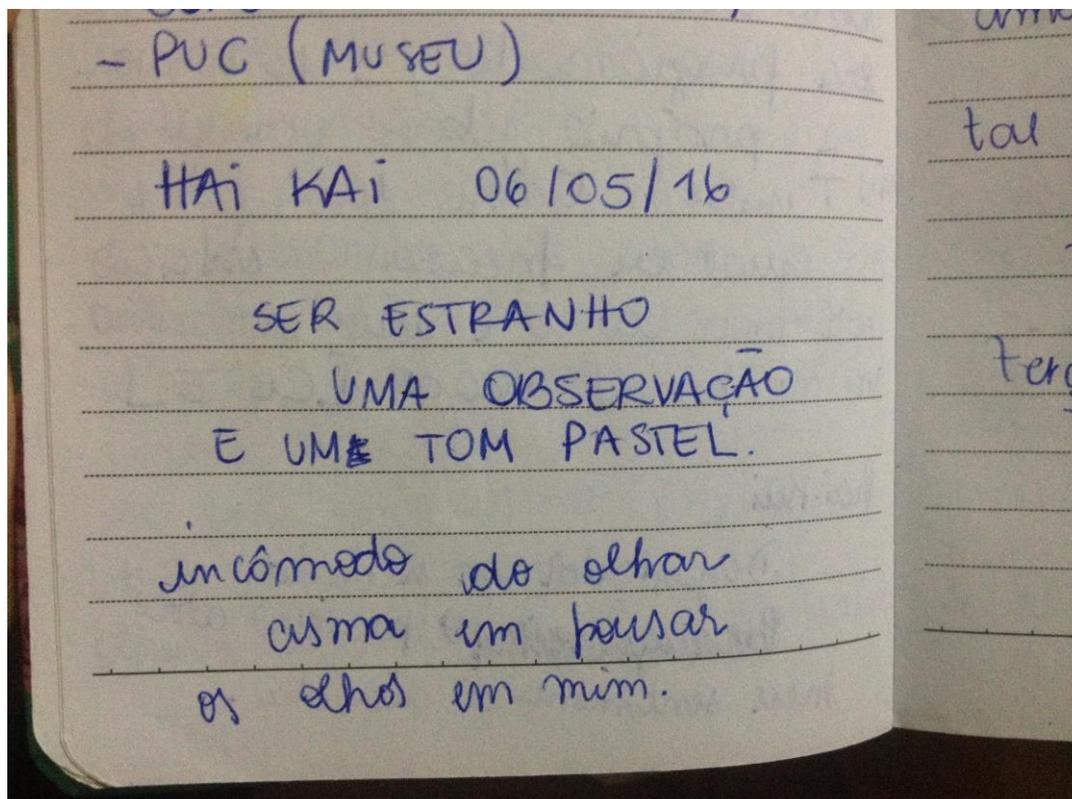 - PUC (MUSEU)
HAi KAi 06/05/16
SER ESTRANHO
UMA OBSERVAÇÃO
E UM TOM PASTEL.
incômodo do olhar
cisma em pousar
os olhos em mim.
tal